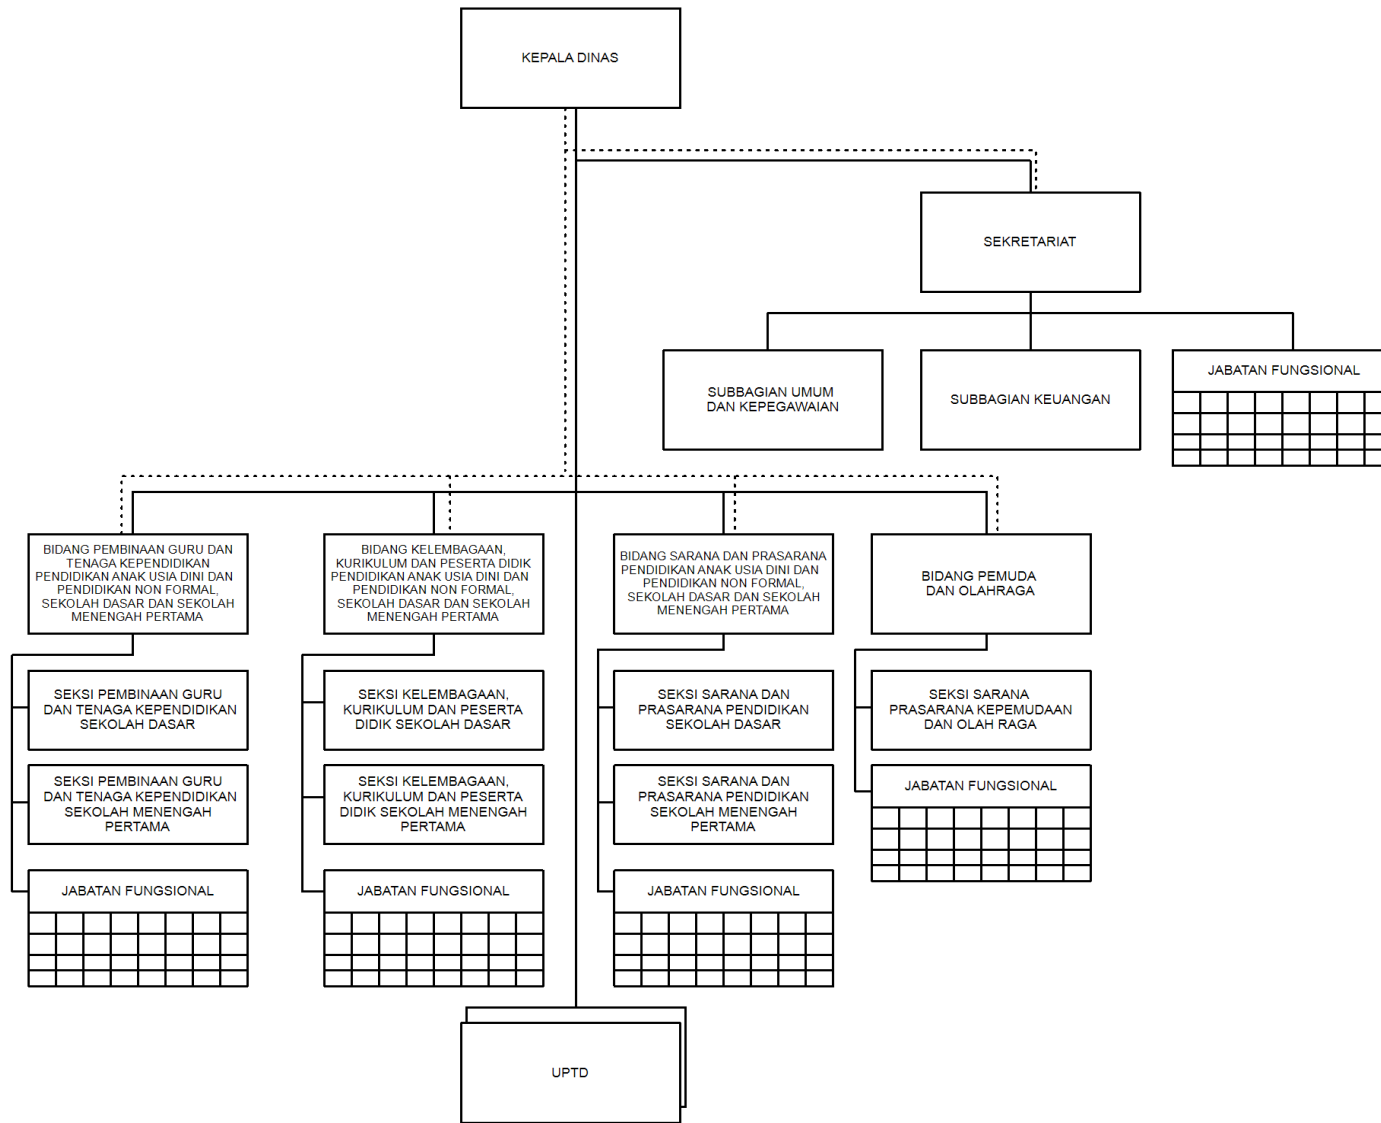 KEPALA DINAS
SEKRETARIAT
SUBBAGIAN UMUM
DAN KEPEGAWAIAN
SUBBAGIAN KEUANGAN
JABATAN FUNGSIONAL
BIDANG PEMBINAAN GURU DAN
TENAGA KEPENDIDIKAN
PENDIDIKAN ANAK USIA DINI DAN
PENDIDIKAN NON FORMAL,
SEKOLAH DASAR DAN SEKOLAH
MENENGAH PERTAMA
BIDANG KELEMBAGAAN,
KURIKULUM DAN PESERTA DIDIK
PENDIDIKAN ANAK USIA DINI DAN
PENDIDIKAN NON FORMAL,
SEKOLAH DASAR DAN SEKOLAH
MENENGAH PERTAMA
BIDANG SARANA DAN PRASARANA
PENDIDIKAN ANAK USIA DINI DAN
PENDIDIKAN NON FORMAL,
SEKOLAH DASAR DAN SEKOLAH
MENENGAH PERTAMA
BIDANG PEMUDA
DAN OLAHRAGA
SEKSI PEMBINAAN GURU
DAN TENAGA KEPENDIDIKAN
SEKOLAH DASAR
SEKSI KELEMBAGAAN,
KURIKULUM DAN PESERTA
DIDIK SEKOLAH DASAR
SEKSI SARANA DAN
PRASARANA PENDIDIKAN
SEKOLAH DASAR
SEKSI SARANA
PRASARANA KEPEMUDAAN
DAN OLAH RAGA
SEKSI PEMBINAAN GURU
DAN TENAGA KEPENDIDIKAN
SEKOLAH MENENGAH
PERTAMA
SEKSI KELEMBAGAAN,
KURIKULUM DAN PESERTA
DIDIK SEKOLAH MENENGAH
PERTAMA
SEKSI SARANA DAN
PRASARANA PENDIDIKAN
SEKOLAH MENENGAH
PERTAMA
JABATAN FUNGSIONAL
JABATAN FUNGSIONAL
JABATAN FUNGSIONAL
JABATAN FUNGSIONAL
UPTD